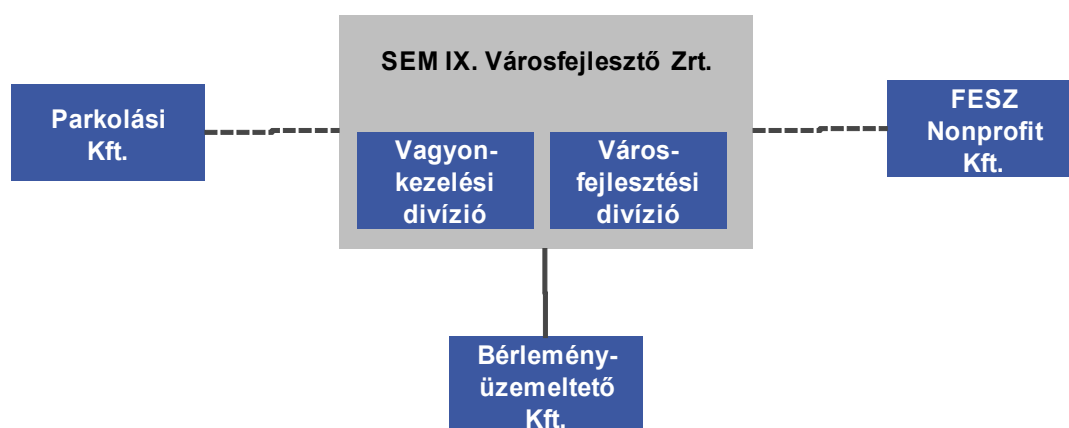 SEM IX. Városfejlesztő Zrt.
Parkolási
Kft.
Vagyon-
kezelési
divízió
Város-
fejlesztési
divízió
FESZ
Nonprofit
Kft.
Bérlemény-
üzemeltető
Kft.